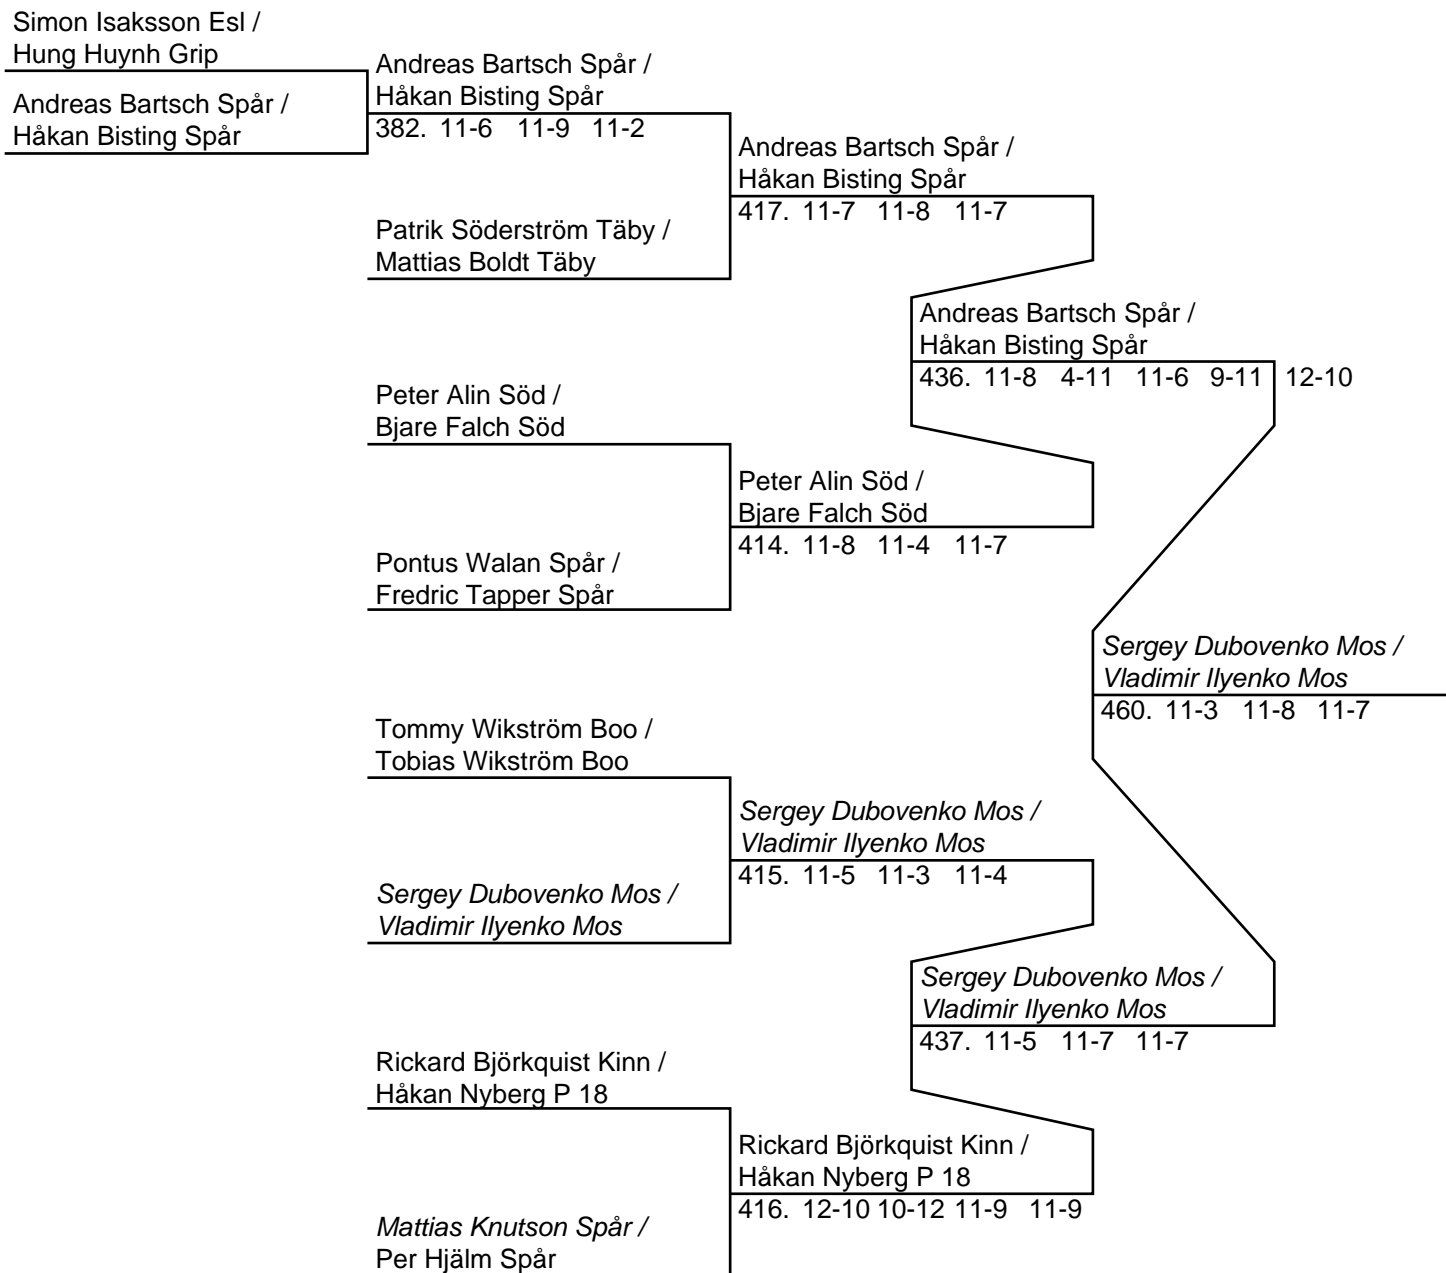 Simon Isaksson Esl /
Hung Huynh Grip
Andreas Bartsch Spår /
Håkan Bisting Spår
Andreas Bartsch Spår /
Håkan Bisting Spår
382. 11-6 11-9 11-2
Patrik Söderström Täby /
Mattias Boldt Täby
Andreas Bartsch Spår /
Håkan Bisting Spår
417. 11-7 11-8 11-7
Peter Alin Söd /
Bjare Falch Söd
Pontus Walan Spår /
Fredric Tapper Spår
Peter Alin Söd /
Bjare Falch Söd
414. 11-8 11-4 11-7
Andreas Bartsch Spår /
Håkan Bisting Spår
436. 11-8 4-11 11-6 9-11 12-10
Tommy Wikström Boo /
Tobias Wikström Boo
Sergey Dubovenko Mos /
Vladimir Ilyenko Mos
Sergey Dubovenko Mos /
Vladimir Ilyenko Mos
415. 11-5 11-3 11-4
Rickard Björkquist Kinn /
Håkan Nyberg P 18
Mattias Knutson Spår /
Per Hjälm Spår
Rickard Björkquist Kinn /
Håkan Nyberg P 18
416. 12-10 10-12 11-9 11-9
Sergey Dubovenko Mos /
Vladimir Ilyenko Mos
437. 11-5 11-7 11-7
Sergey Dubovenko Mos /
Vladimir Ilyenko Mos
460. 11-3 11-8 11-7